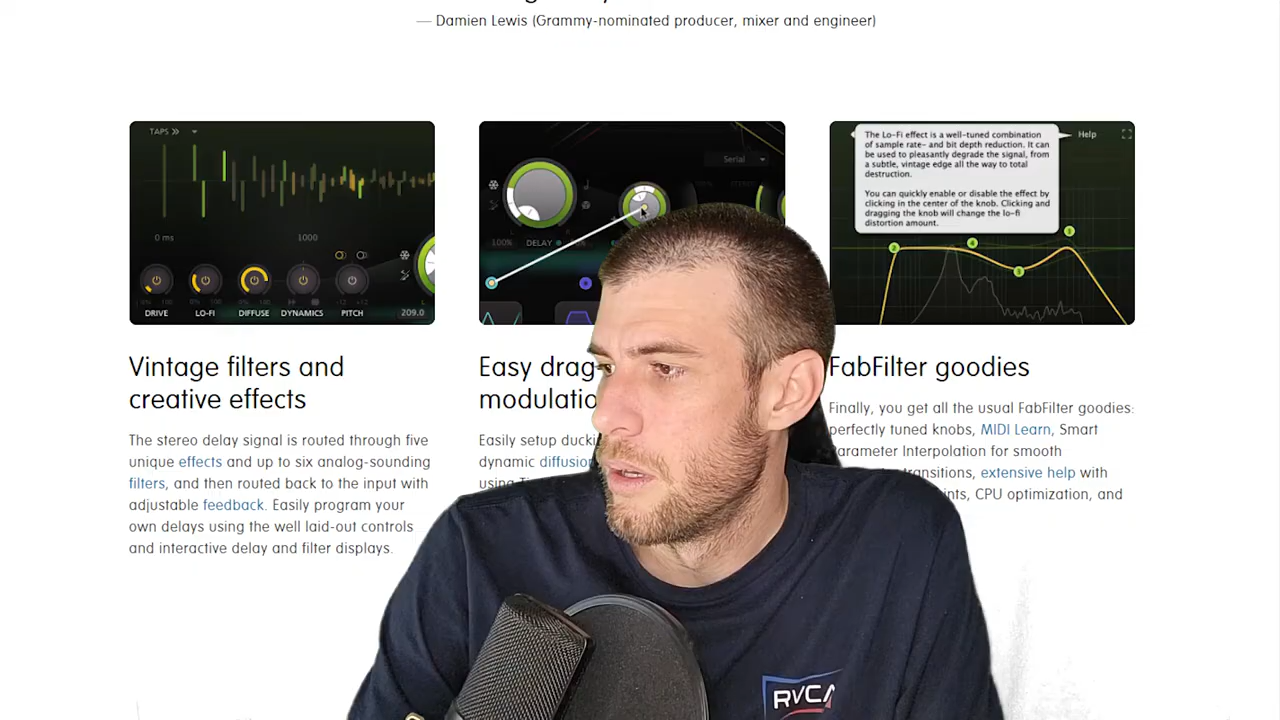 — Damien Lewis (Grammy-nominated producer, mixer and engineer)
TAPS »
0 ms
1000
DRIVE
LO-FI
DIFFUSE
DYNAMICS
PITCH
209.0
Serial
100%
DELAY
The Lo-Fi effect is a well-tuned combination
of sample rate- and bit depth reduction. It can
be used to pleasantly degrade the signal, from
a subtle, vintage edge all the way to total
destruction.
You can quickly enable or disable the effect by
clicking in the center of the knob. Clicking and
dragging the knob will change the lo-fi
distortion amount.
Help
Vintage filters and
creative effects
The stereo delay signal is routed through five
unique effects and up to six analog-sounding
filters, and then routed back to the input with
adjustable feedback. Easily program your
own delays using the well laid-out controls
and interactive delay and filter displays.
Easy drag
modulatio
Easily setup ducki
dynamic diffusion
using
FabFilter goodies
Finally, you get all the usual FabFilter goodies:
perfectly tuned knobs, MIDI Learn, Smart
Parameter Interpolation for smooth
transitions, extensive help with
nts, CPU optimization, and
RVCA